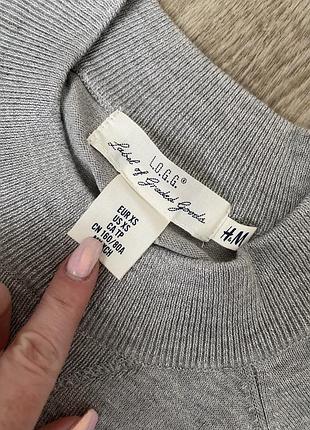 L.O.G.G.®
Label of Graded Goods
H&M
EUR XS
US XS
CA TP
CN 160/80A